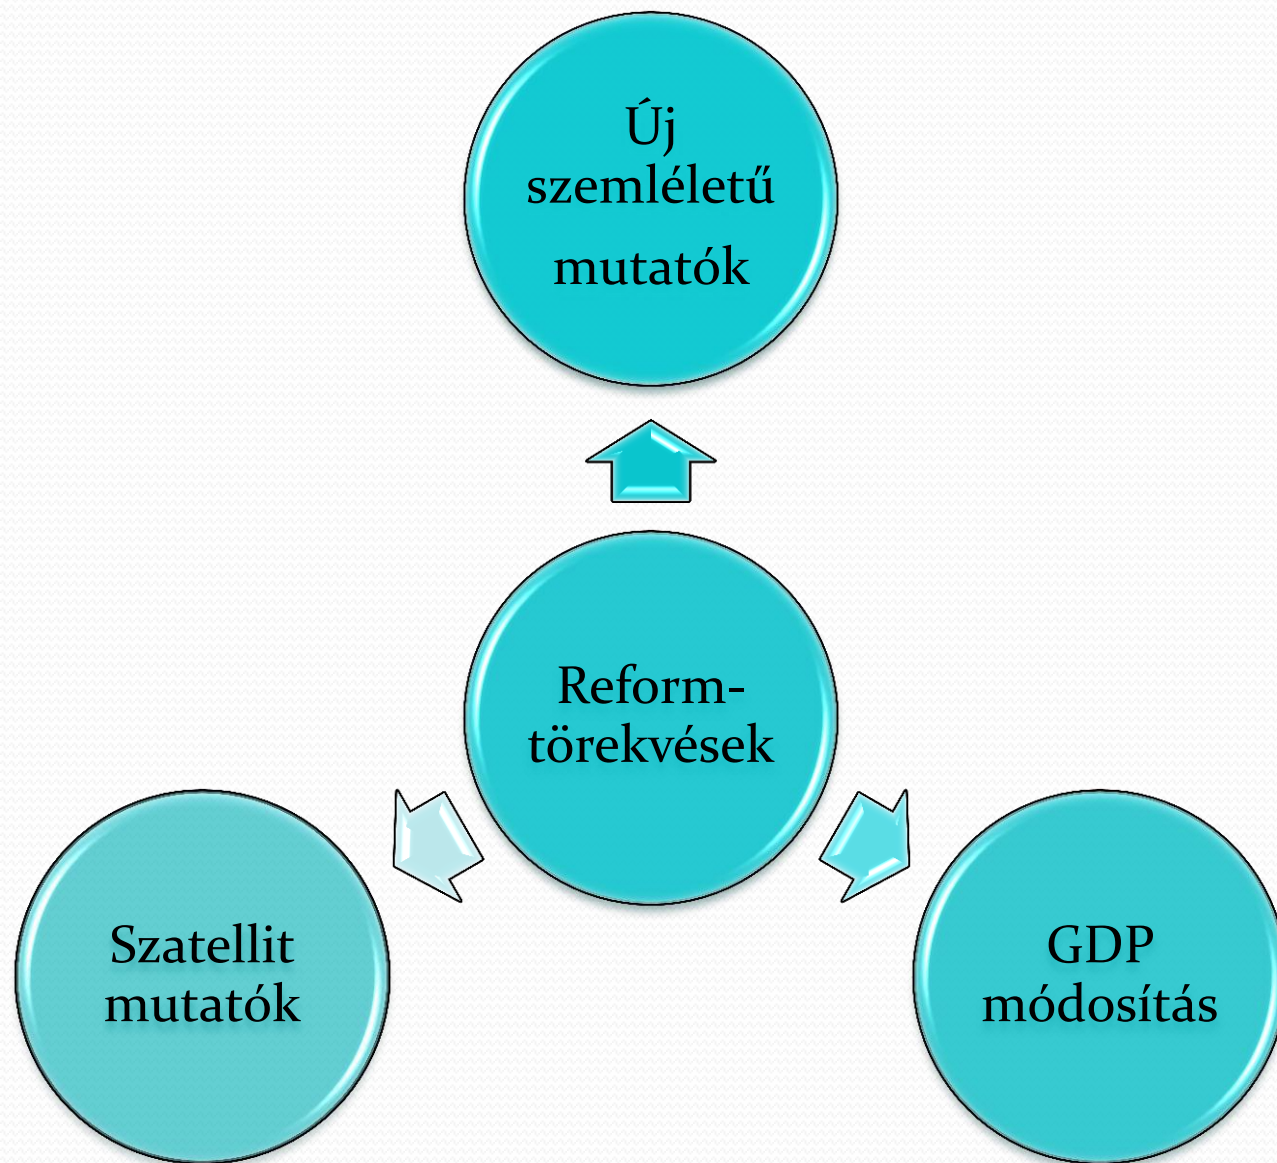 Új
szemléletű
mutatók
Reform-
törekvések
Szatellit
mutatók
GDP
módosítás